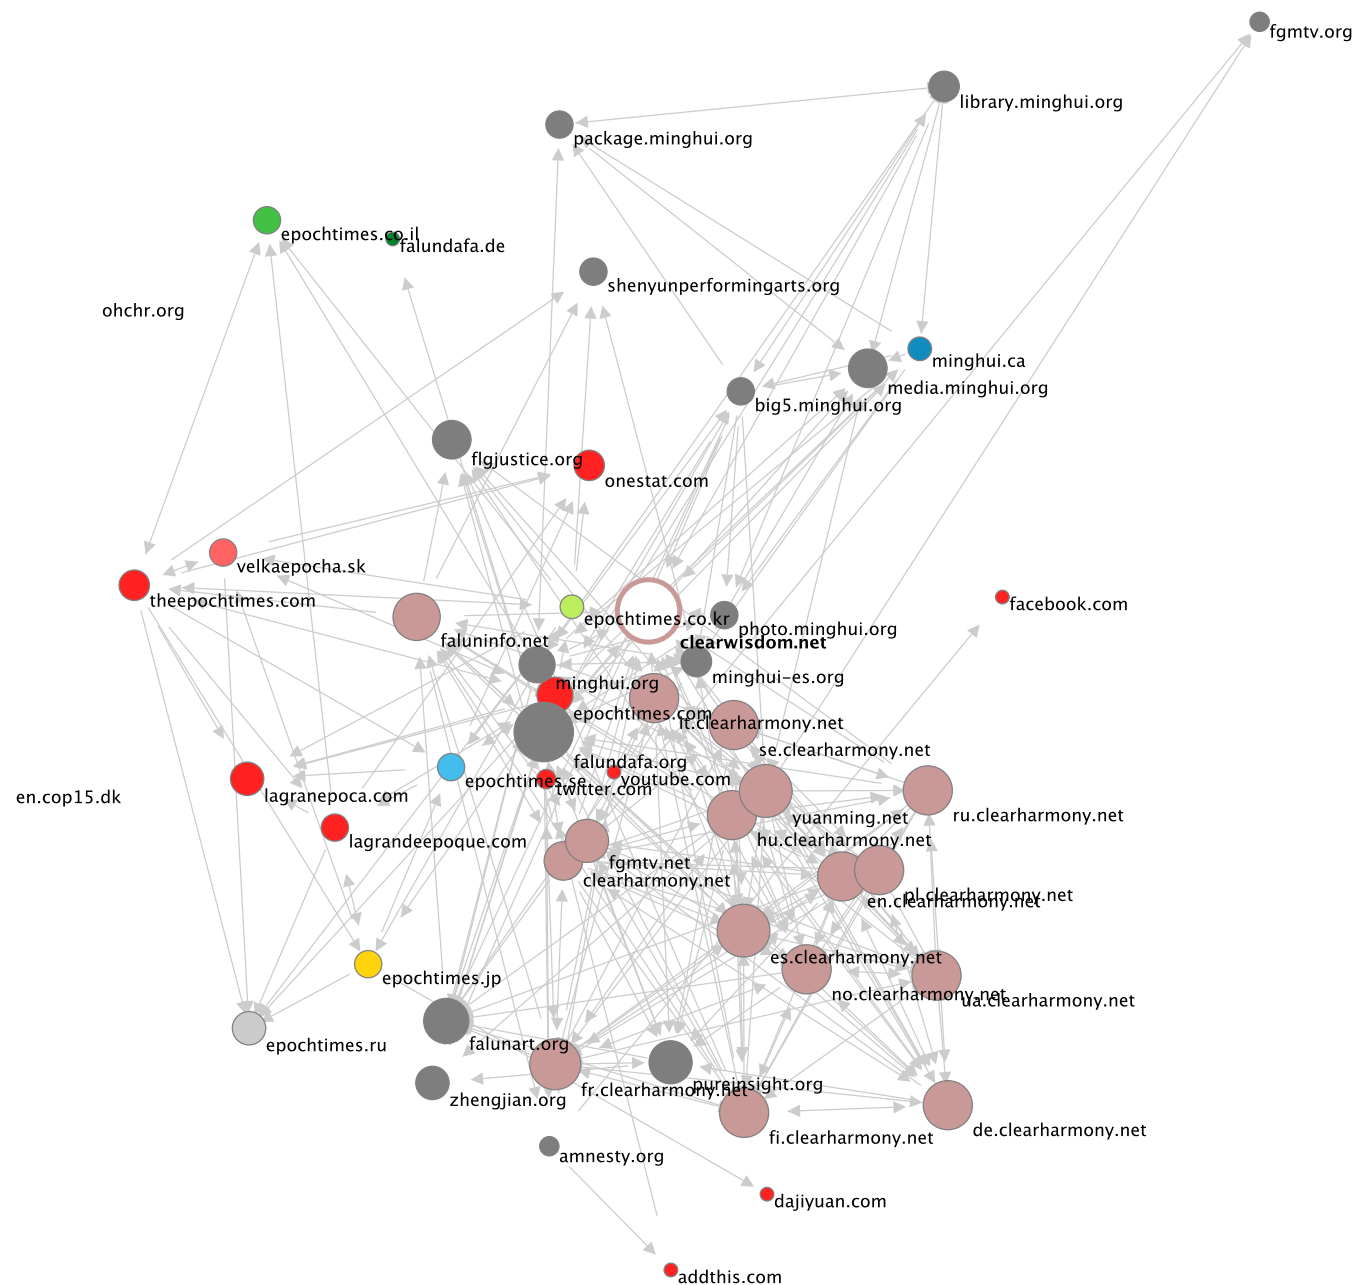 fgmtv.org
library.minghui.org
package.minghui.org
epochtimes.co.il
falundafa.de
shenyunperformingarts.org
ohchr.org
minghui.ca
media.minghui.org
big5.minghui.org
flgjustice.org
onestat.com
velkaepocha.sk
theepochtimes.com
facebook.com
epochtimes.co.kr
photo.minghui.org
faluninfo.net
clearwisdom.net
minghui-es.org
minghui.org
epochtimes.com
it.clearharmony.net
se.clearharmony.net
falundafa.org
epochtimes.se
youtube.com
twitter.com
lagranepoca.com
en.cop15.dk
yuanming.net
ru.clearharmony.net
lagrandeepoque.com
hu.clearharmony.net
fgmtv.net
clearharmony.net
pl.clearharmony.net
en.clearharmony.net
es.clearharmony.net
epochtimes.jp
no.clearharmony.net
ua.clearharmony.net
epochtimes.ru
falunart.org
pureinsight.org
fr.clearharmony.net
zhengjian.org
fi.clearharmony.net
de.clearharmony.net
amnesty.org
dajiyuan.com
addthis.com